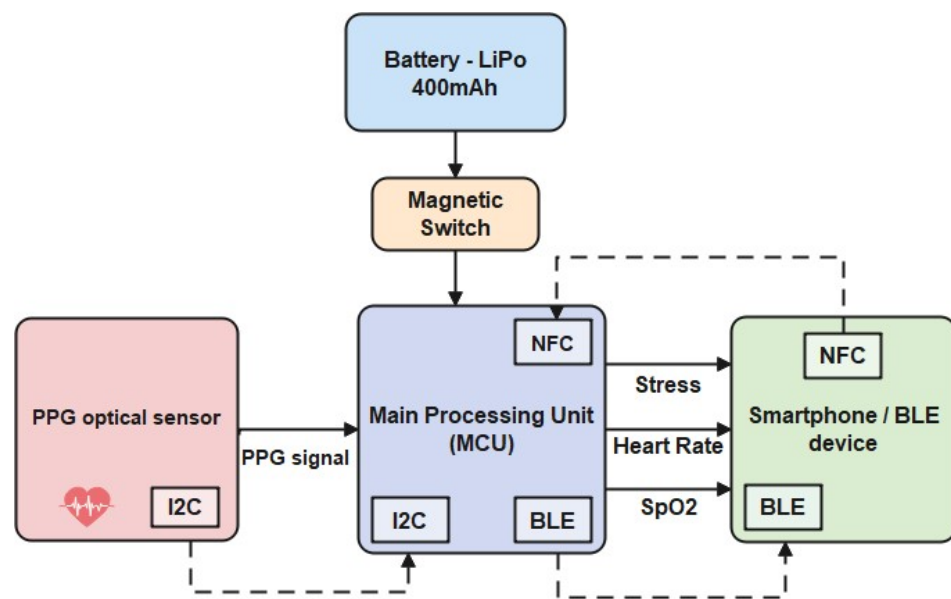 Battery - LiPo
400mAh
Magnetic
Switch
NFC
NFC
Stress
PPG optical sensor
Main Processing Unit
(MCU)
Smartphone / BLE
device
PPG signal
Heart Rate
I2C
I2C
BLE
SpO2
BLE